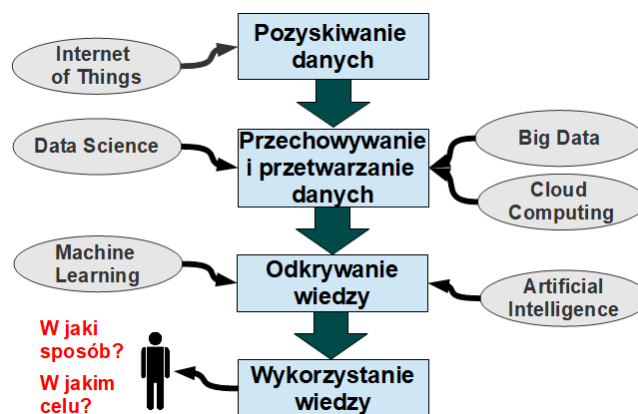 Pozyskiwanie
danych
Internet
of Things
Przechowywanie
i przetwarzanie
danych
Data Science
Big Data
Cloud
Computing
Machine
Learning
Odkrywanie
wiedzy
Artificial
Intelligence
W jaki
sposób?
W jakim
celu?
Wykorzystanie
wiedzy